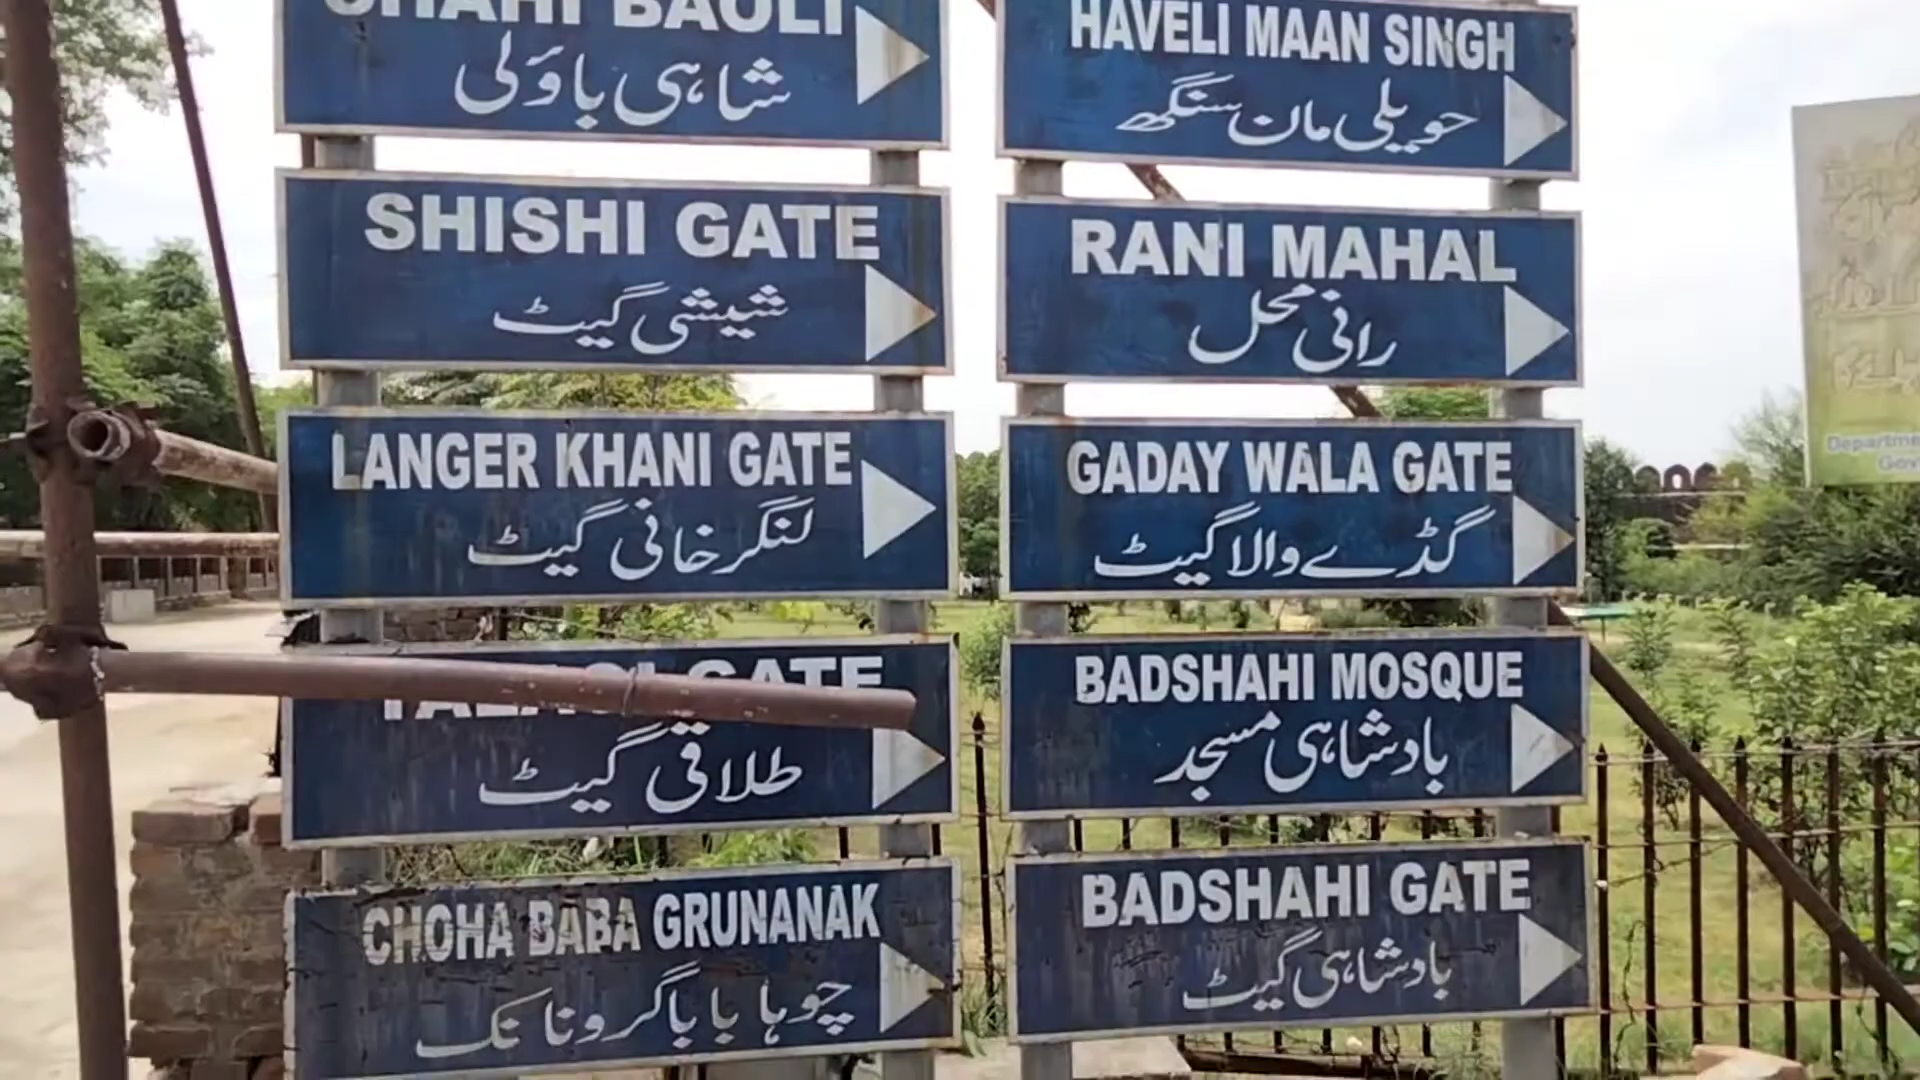 SHAHI BAOLI
شاہی باؤلی
SHISHI GATE
شیشی گیٹ
LANGER KHANI GATE
لنگر خانی گیٹ
TALAQI GATE
طلاقی گیٹ
CHOHA BABA GRUNANAK
چوہا بابا گرونانک
HAVELI MAAN SINGH
حویلی مان سنگھ
RANI MAHAL
رانی محل
GADAY WALA GATE
گڈے والا گیٹ
BADSHAHI MOSQUE
بادشاہی مسجد
BADSHAHI GATE
بادشاہی گیٹ